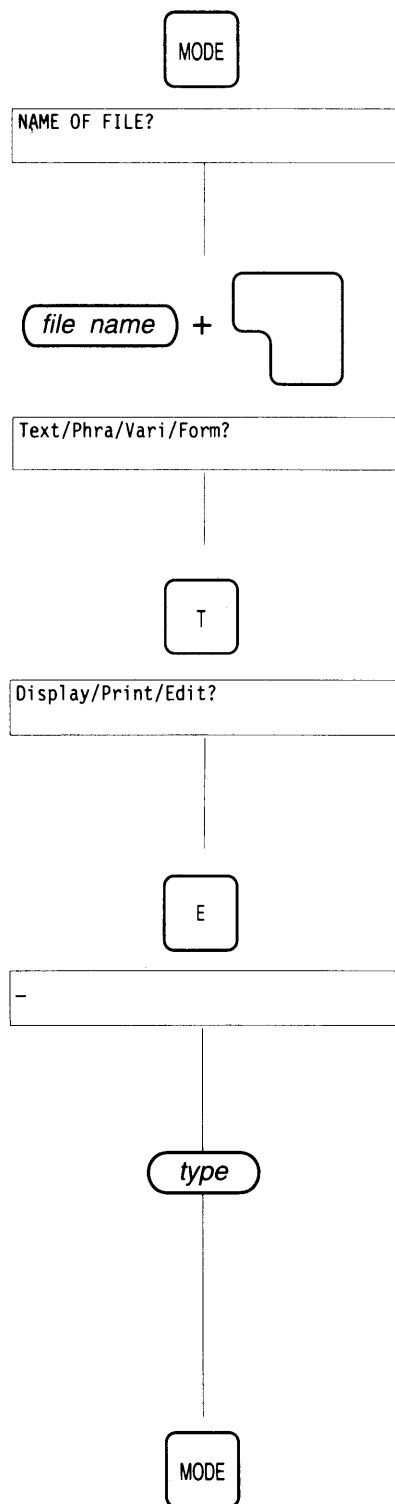 MODE
NAME OF FILE?
file name +
Text/Phra/Vari/Form?
T
Display/Print/Edit?
E
_
type
MODE